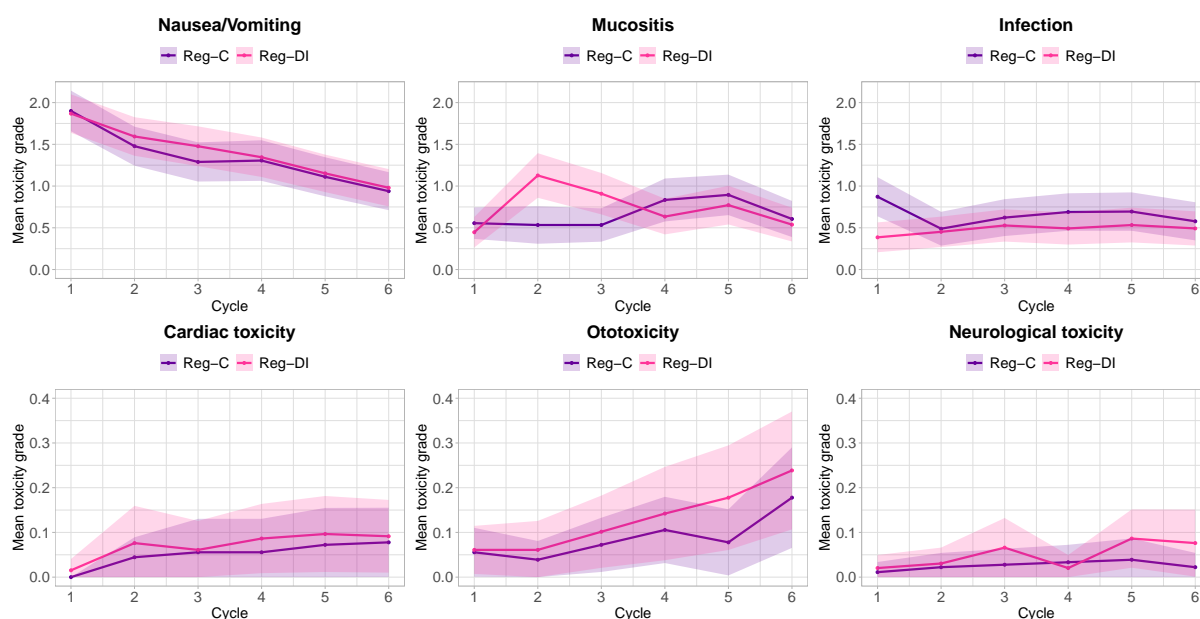 Nausea/Vomiting
Reg−C Reg−DI
Mean toxicity grade
2.0
1.5
1.0
0.5
0.0
1 2 3 4 5 6
Cycle
Mucositis
Reg−C Reg−DI
Mean toxicity grade
2.0
1.5
1.0
0.5
0.0
1 2 3 4 5 6
Cycle
Infection
Reg−C Reg−DI
Mean toxicity grade
2.0
1.5
1.0
0.5
0.0
1 2 3 4 5 6
Cycle
Cardiac toxicity
Reg−C Reg−DI
Mean toxicity grade
0.4
0.3
0.2
0.1
0.0
1 2 3 4 5 6
Cycle
Ototoxicity
Reg−C Reg−DI
Mean toxicity grade
0.4
0.3
0.2
0.1
0.0
1 2 3 4 5 6
Cycle
Neurological toxicity
Reg−C Reg−DI
Mean toxicity grade
0.4
0.3
0.2
0.1
0.0
1 2 3 4 5 6
Cycle